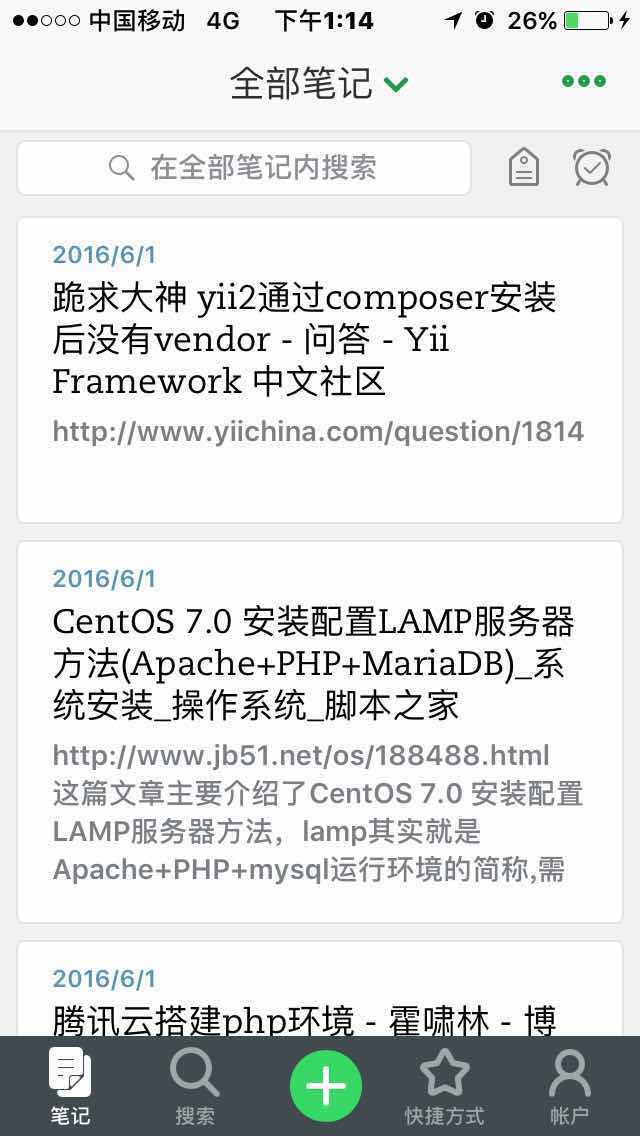 中国移动 4G 下午1:14 26%
全部笔记
在全部笔记内搜索
2016/6/1
跪求大神 yii2通过composer安装
后没有vendor - 问答 - Yii
Framework 中文社区
http://www.yiichina.com/question/1814
2016/6/1
CentOS 7.0 安装配置LAMP服务器
方法(Apache+PHP+MariaDB)_系
统安装_操作系统_脚本之家
http://www.jb51.net/os/188488.html
这篇文章主要介绍了CentOS 7.0 安装配置
LAMP服务器方法，lamp其实就是
Apache+PHP+mysql运行环境的简称,需
2016/6/1
腾讯云搭建php环境 - 霍啸林 - 博
笔记 搜索 快捷方式 帐户